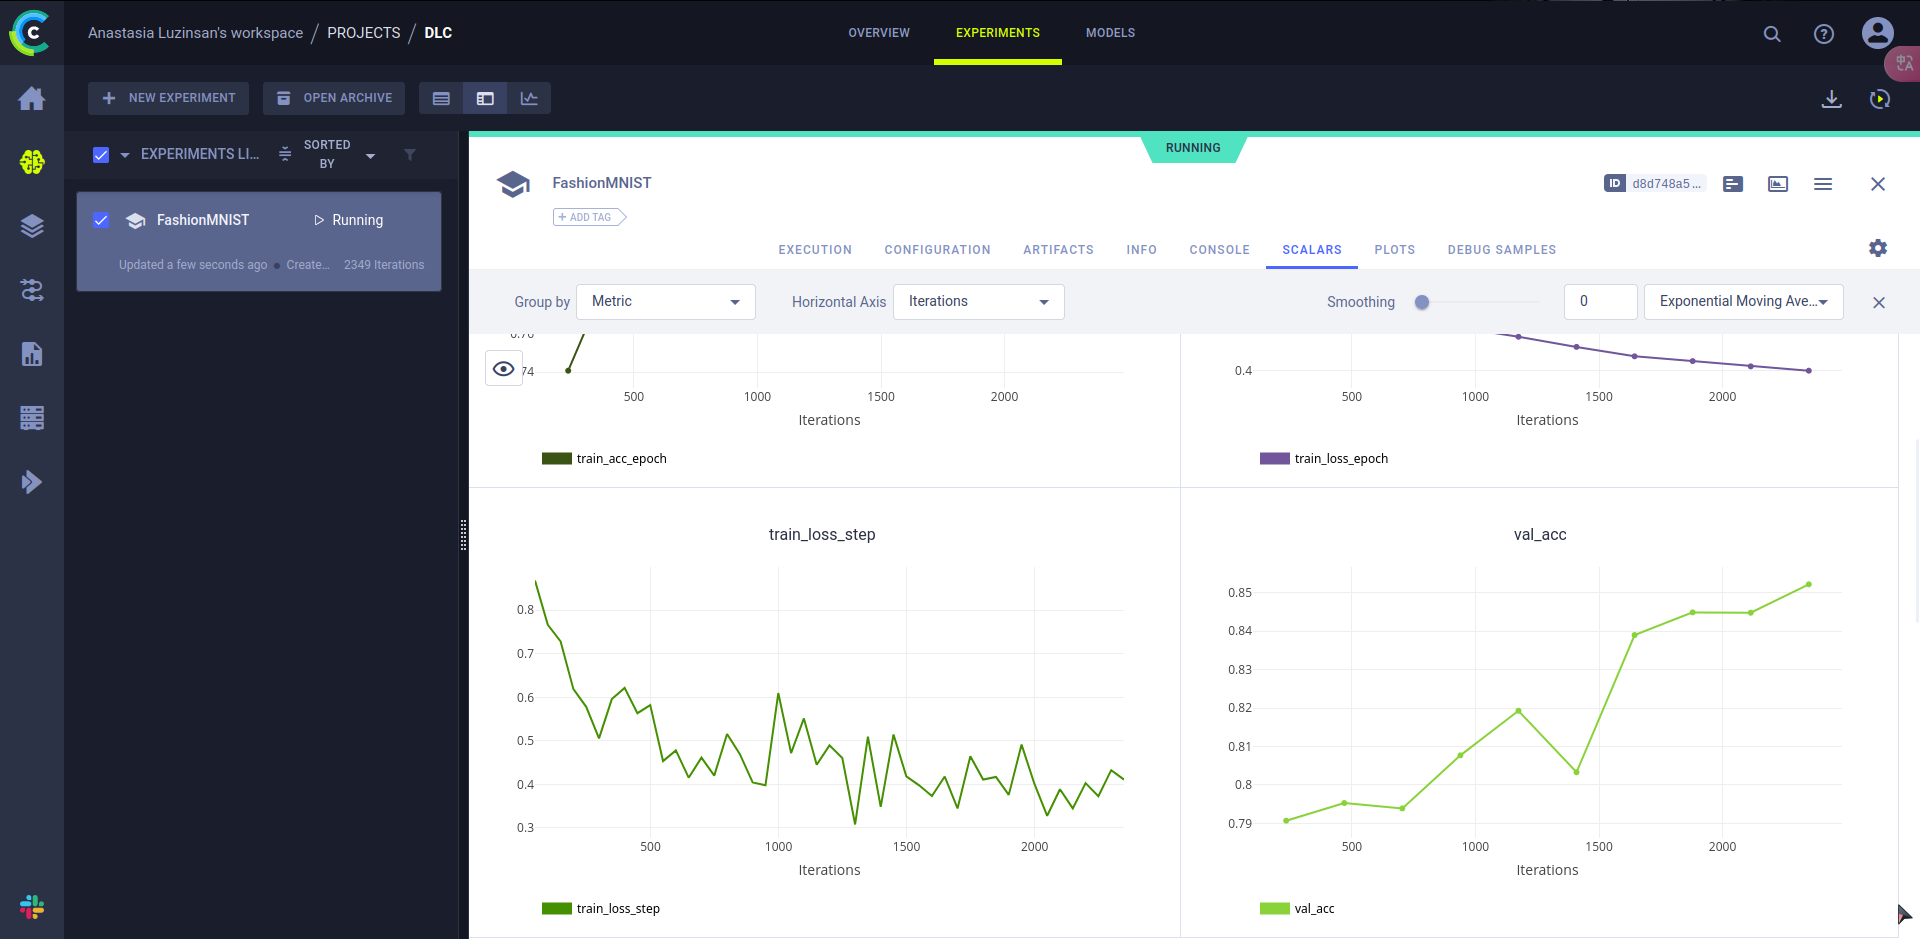 Anastasia Luzinsan's workspace / PROJECTS / DLC
OVERVIEW
EXPERIMENTS
MODELS
NEW EXPERIMENT
OPEN ARCHIVE
EXPERIMENTS LI...
SORTED
BY
FashionMNIST
Running
Updated a few seconds ago • Create...
2349 Iterations
RUNNING
FashionMNIST
ID d8d748a5 ...
+ ADD TAG
EXECUTION
CONFIGURATION
ARTIFACTS
INFO
CONSOLE
SCALARS
PLOTS
DEBUG SAMPLES
Group by
Metric
Horizontal Axis
Iterations
Smoothing
0
Exponential Moving Ave...
0.76
74
500
1000
1500
2000
Iterations
train_acc_epoch
0.4
500
1000
1500
2000
Iterations
train_loss_epoch
train_loss_step
0.8
0.7
0.6
0.5
0.4
0.3
500
1000
1500
2000
Iterations
train_loss_step
val_acc
0.85
0.84
0.83
0.82
0.81
0.8
0.79
500
1000
1500
2000
Iterations
val_acc